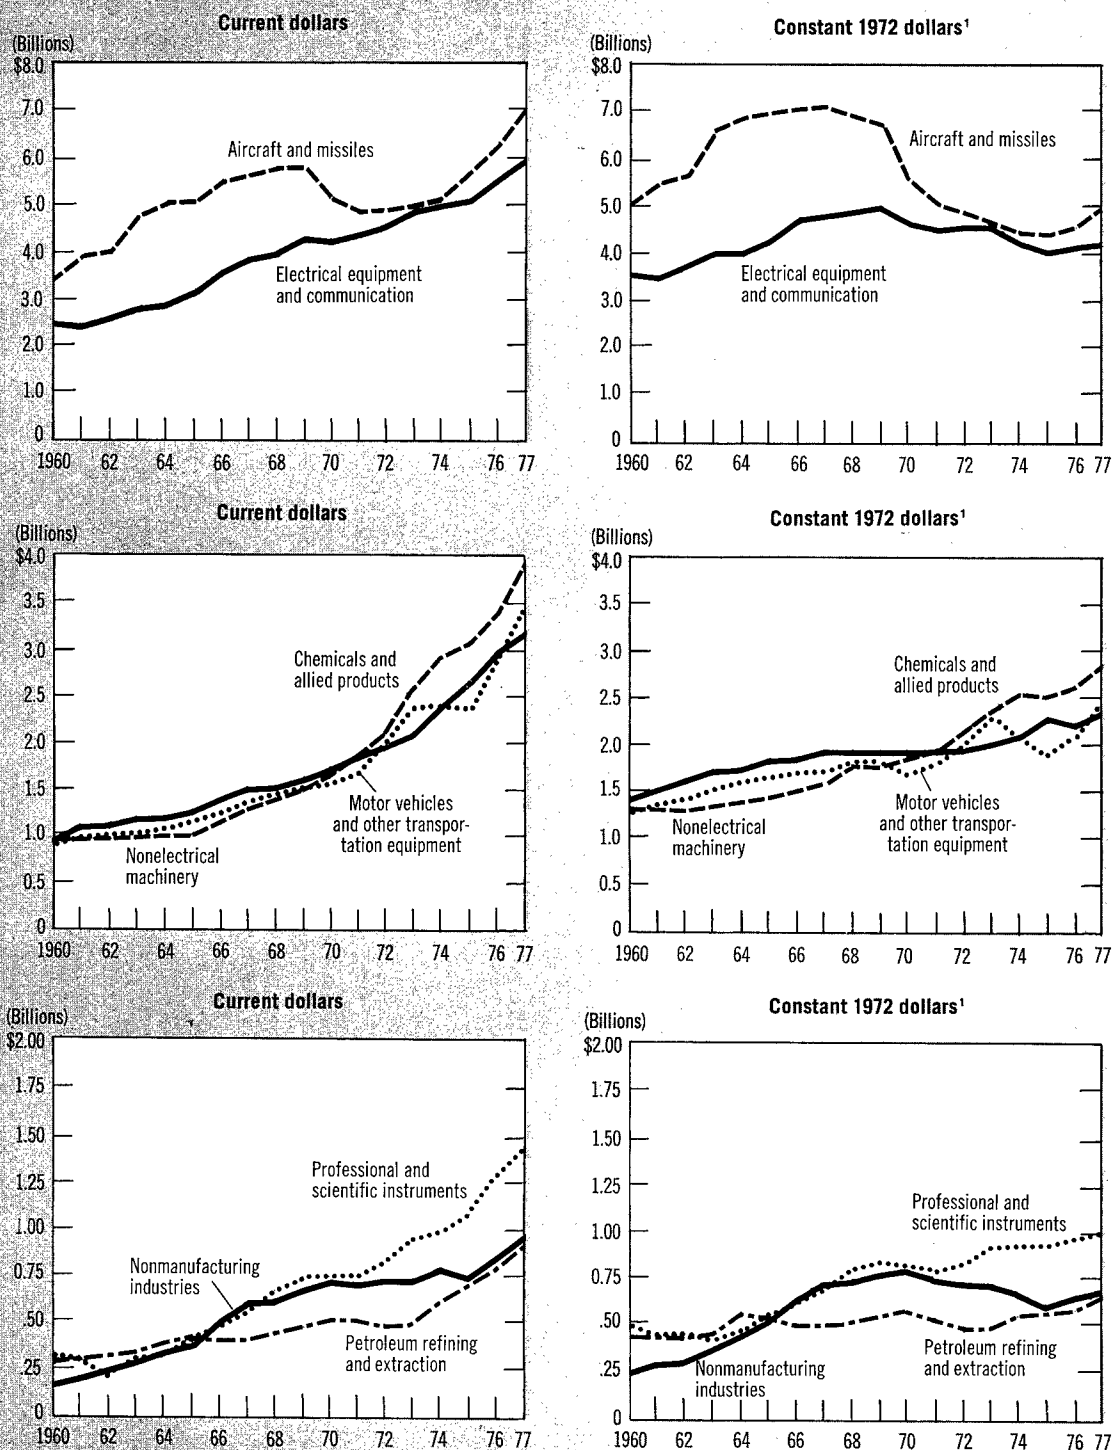 Current dollars
(Billions)
$8.0
7.0
6.0
5.0
4.0
3.0
2.0
1.0
0
Aircraft and missiles
Electrical equipment
and communication
1960 62 64 66 68 70 72 74 76 77
Constant 1972 dollars¹
(Billions)
$8.0
7.0
6.0
5.0
4.0
3.0
2.0
1.0
0
Aircraft and missiles
Electrical equipment
and communication
1960 62 64 66 68 70 72 74 76 77
Current dollars
(Billions)
$4.0
3.5
3.0
2.5
2.0
1.5
1.0
0.5
0
Chemicals and
allied products
Motor vehicles
and other transpor-
tation equipment
Nonelectrical
machinery
1960 62 64 66 68 70 72 74 76 77
Constant 1972 dollars¹
(Billions)
$4.0
3.5
3.0
2.5
2.0
1.5
1.0
0.5
0
Chemicals and
allied products
Motor vehicles
and other transpor-
tation equipment
Nonelectrical
machinery
1960 62 64 66 68 70 72 74 76 77
Current dollars
(Billions)
$2.00
1.75
1.50
1.25
1.00
0.75
.50
.25
0
Professional and
scientific instruments
Nonmanufacturing
industries
Petroleum refining
and extraction
1960 62 64 66 68 70 72 74 76 77
Constant 1972 dollars¹
(Billions)
$2.00
1.75
1.50
1.25
1.00
0.75
.50
.25
0
Professional and
scientific instruments
Petroleum refining
and extraction
Nonmanufacturing
industries
1960 62 64 66 68 70 72 74 76 77